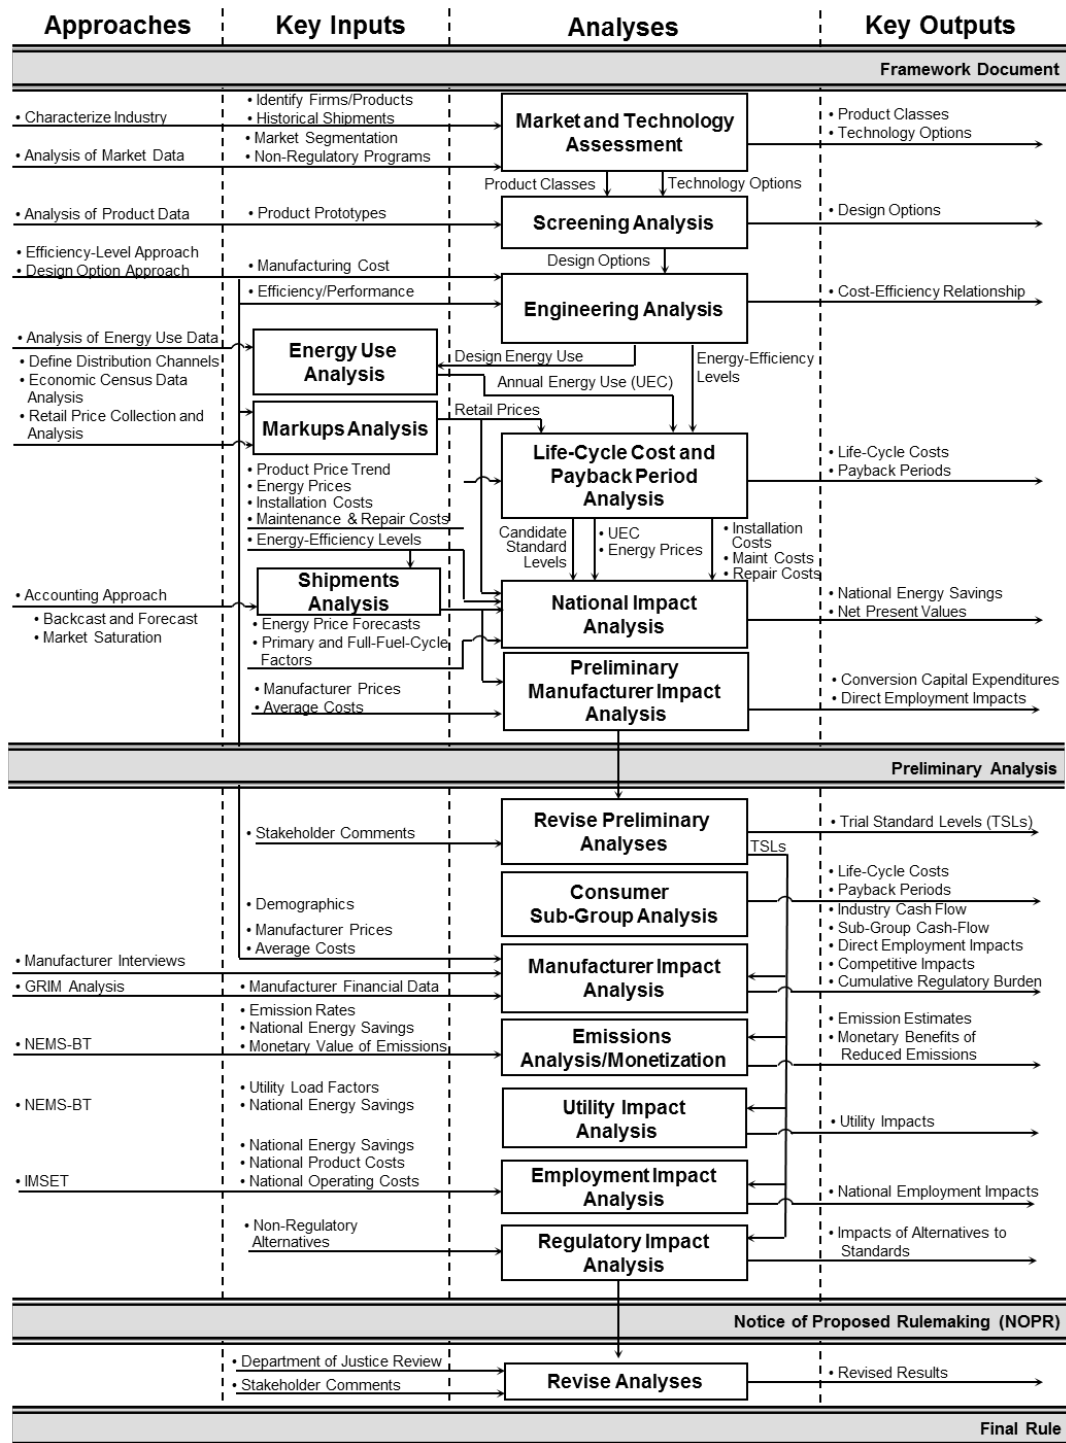 Approaches
Key Inputs
Analyses
Key Outputs
Framework Document
• Characterize Industry
• Analysis of Market Data
• Identify Firms/Products
• Historical Shipments
• Market Segmentation
• Non-Regulatory Programs
Market and Technology
Assessment
• Product Classes
• Technology Options
Product Classes
Technology Options
• Analysis of Product Data
• Product Prototypes
Screening Analysis
• Design Options
Design Options
• Efficiency-Level Approach
• Design Option Approach
• Manufacturing Cost
• Efficiency/Performance
Engineering Analysis
• Cost-Efficiency Relationship
• Analysis of Energy Use Data
Energy Use
Analysis
Design Energy Use
Annual Energy Use (UEC)
Energy-Efficiency
Levels
• Define Distribution Channels
• Economic Census Data
Analysis
• Retail Price Collection and
Analysis
Markups Analysis
Retail Prices
• Product Price Trend
• Energy Prices
• Installation Costs
• Maintenance & Repair Costs
Life-Cycle Cost and
Payback Period
Analysis
• Life-Cycle Costs
• Payback Periods
• Energy-Efficiency Levels
Candidate
Standard
Levels
• UEC
• Energy Prices
• Installation
Costs
• Maint Costs
• Repair Costs
• Accounting Approach
• Backcast and Forecast
• Market Saturation
Shipments
Analysis
• Energy Price Forecasts
• Primary and Full-Fuel-Cycle
Factors
National Impact
Analysis
• National Energy Savings
• Net Present Values
• Manufacturer Prices
• Average Costs
Preliminary
Manufacturer Impact
Analysis
• Conversion Capital Expenditures
• Direct Employment Impacts
Preliminary Analysis
• Stakeholder Comments
Revise Preliminary
Analyses
• Trial Standard Levels (TSLs)
TSLs
• Demographics
Consumer
Sub-Group Analysis
• Life-Cycle Costs
• Payback Periods
• Industry Cash Flow
• Sub-Group Cash-Flow
• Direct Employment Impacts
• Competitive Impacts
• Cumulative Regulatory Burden
• Manufacturer Prices
• Average Costs
• Manufacturer Interviews
• GRIM Analysis
• Manufacturer Financial Data
Manufacturer Impact
Analysis
• Emission Rates
• National Energy Savings
• Monetary Value of Emissions
• NEMS-BT
Emissions
Analysis/Monetization
• Emission Estimates
• Monetary Benefits of
Reduced Emissions
• NEMS-BT
• Utility Load Factors
• National Energy Savings
Utility Impact
Analysis
• Utility Impacts
• IMSET
• National Energy Savings
• National Product Costs
• National Operating Costs
Employment Impact
Analysis
• National Employment Impacts
• Non-Regulatory
Alternatives
Regulatory Impact
Analysis
• Impacts of Alternatives to
Standards
Notice of Proposed Rulemaking (NOPR)
• Department of Justice Review
• Stakeholder Comments
Revise Analyses
• Revised Results
Final Rule